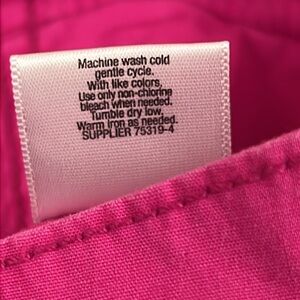 Machine wash cold
gentle cycle.
With like colors,
Use only non-chlorine
bleach when needed.
Tumble dry low.
Warm iron as needed.
SUPPLIER 75319-4